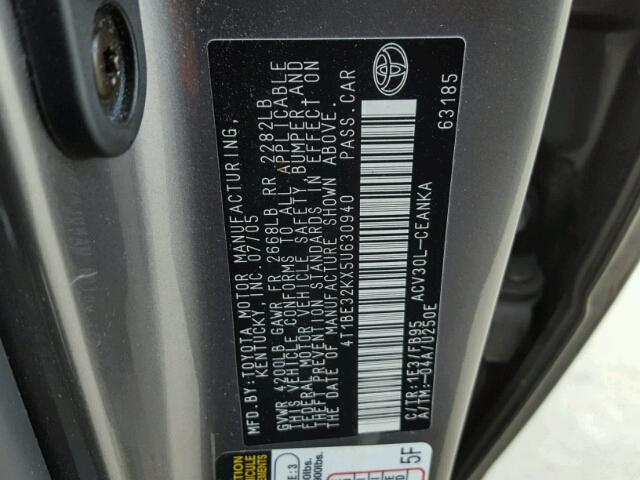 MFD.BY:TOYOTA MOTOR MANUFACTURING,
KENTUCKY, INC. 07/05
GVWR 4200LB GAWR FR 2668LB RR 2282LB
THIS VEHICLE CONFORMS TO ALL APPLICABLE
FEDERAL MOTOR VEHICLE SAFETY, BUMPER, AND
THEFT PREVENTION STANDARDS IN EFFECT ON
THE DATE OF MANUFACTURE SHOWN ABOVE.
4T1BE32KX5U630940 PASS.CAR
C/TR:1E3/FB95 ACV30L-CEANKA
A/TM:-04A/U250E
63185
5F